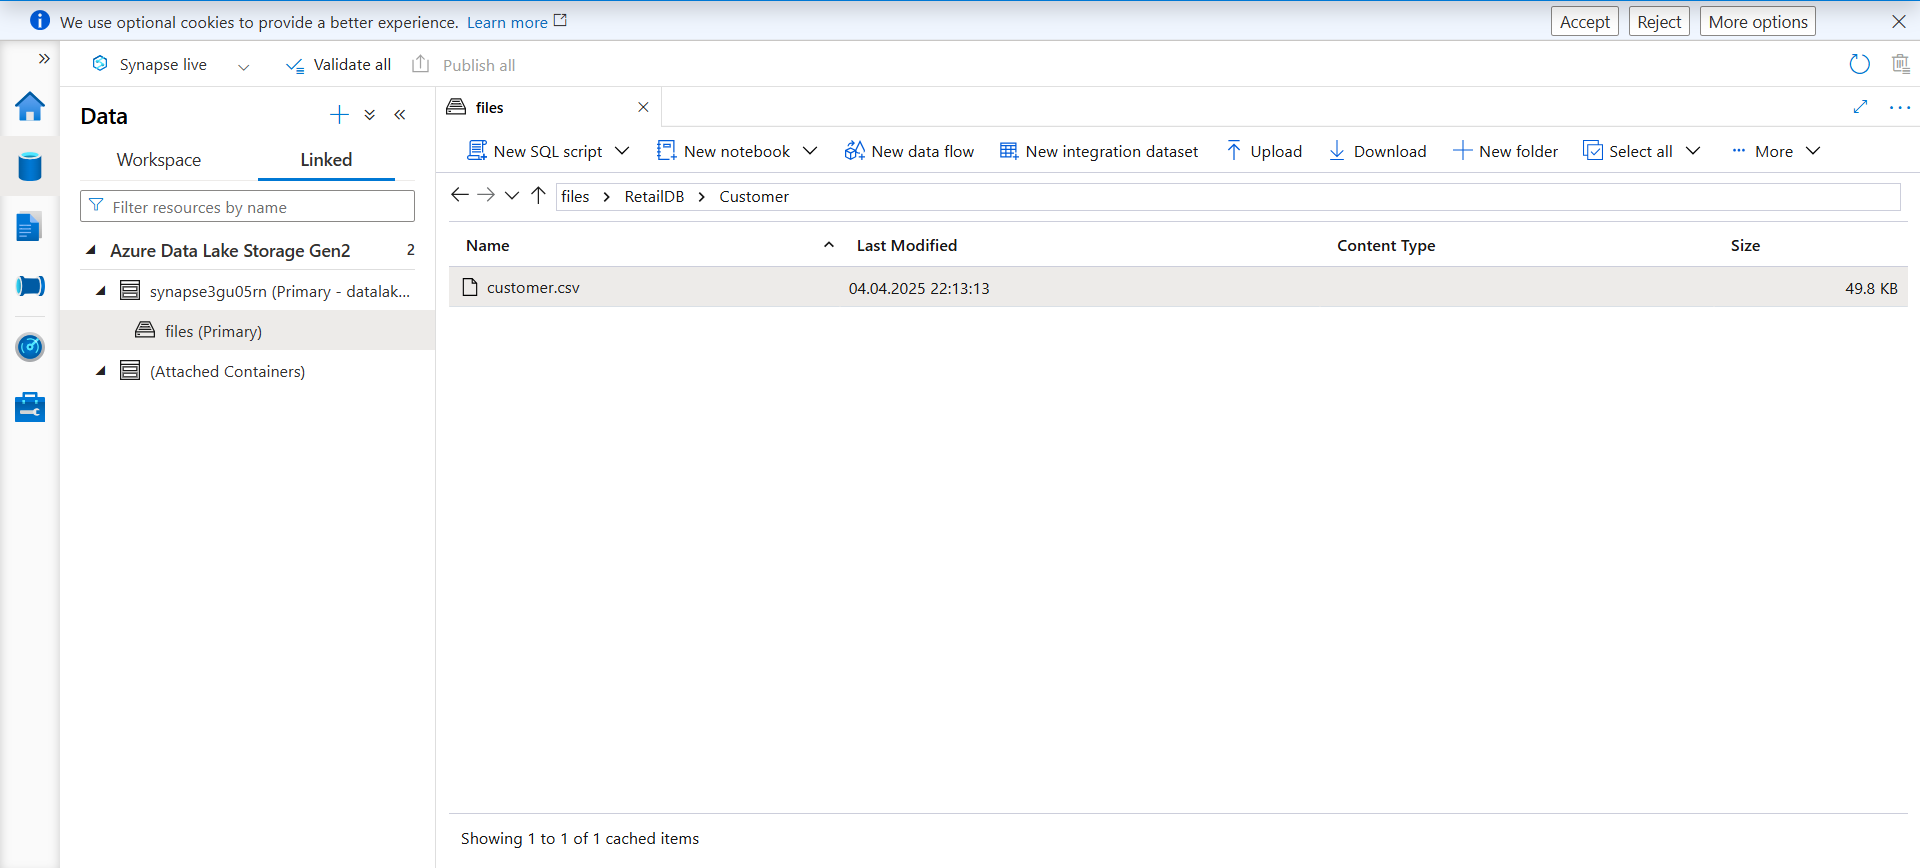 We use optional cookies to provide a better experience. Learn more
Accept Reject More options
Synapse live Validate all Publish all
Data
Workspace Linked
Filter resources by name
Azure Data Lake Storage Gen2 2
synapse3gu05rn (Primary - datalak...
files (Primary)
(Attached Containers)
files
New SQL script New notebook New data flow New integration dataset Upload Download New folder Select all More
files RetailDB Customer
Name Last Modified Content Type Size
customer.csv 04.04.2025 22:13:13 49.8 KB
Showing 1 to 1 of 1 cached items